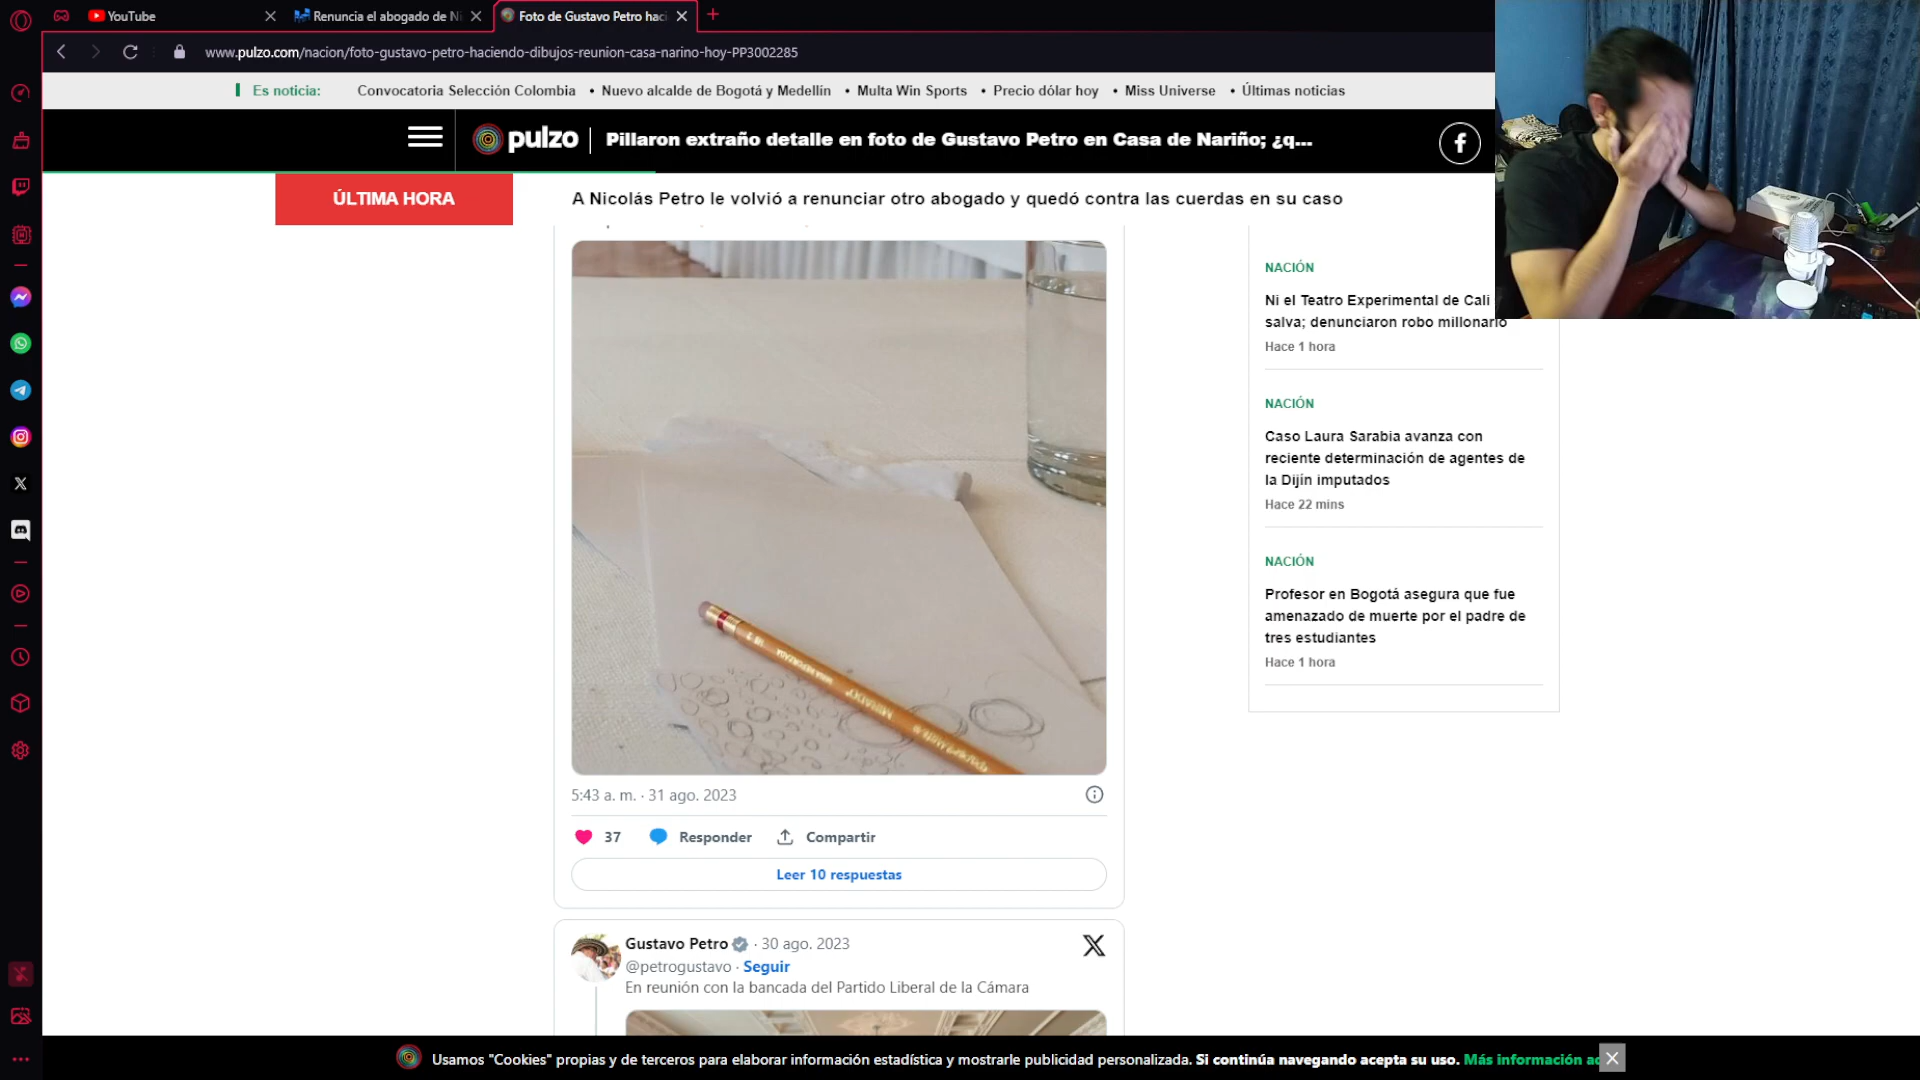 YouTube
Renuncia el abogado de Ni
Foto de Gustavo Petro haci
www.pulzo.com/nacion/foto-gustavo-petro-haciendo-dibujos-reunion-casa-narino-hoy-PP3002285
Es noticia:
Convocatoria Selección Colombia • Nuevo alcalde de Bogotá y Medellín • Multa Win Sports • Precio dólar hoy • Miss Universe • Últimas noticias
pulzo
Pillaron extraño detalle en foto de Gustavo Petro en Casa de Nariño; ¿q...
ÚLTIMA HORA
A Nicolás Petro le volvió a renunciar otro abogado y quedó contra las cuerdas en su caso
MIRADO
5:43 a. m. · 31 ago. 2023
37
Responder
Compartir
Leer 10 respuestas
Gustavo Petro · 30 ago. 2023
@petrogustavo · Seguir
En reunión con la bancada del Partido Liberal de la Cámara
NACIÓN
Ni el Teatro Experimental de Cali
salva; denunciaron robo millonario
Hace 1 hora
NACIÓN
Caso Laura Sarabia avanza con
reciente determinación de agentes de
la Dijín imputados
Hace 22 mins
NACIÓN
Profesor en Bogotá asegura que fue
amenazado de muerte por el padre de
tres estudiantes
Hace 1 hora
Usamos "Cookies" propias y de terceros para elaborar información estadística y mostrarle publicidad personalizada. Si continúa navegando acepta su uso. Más información